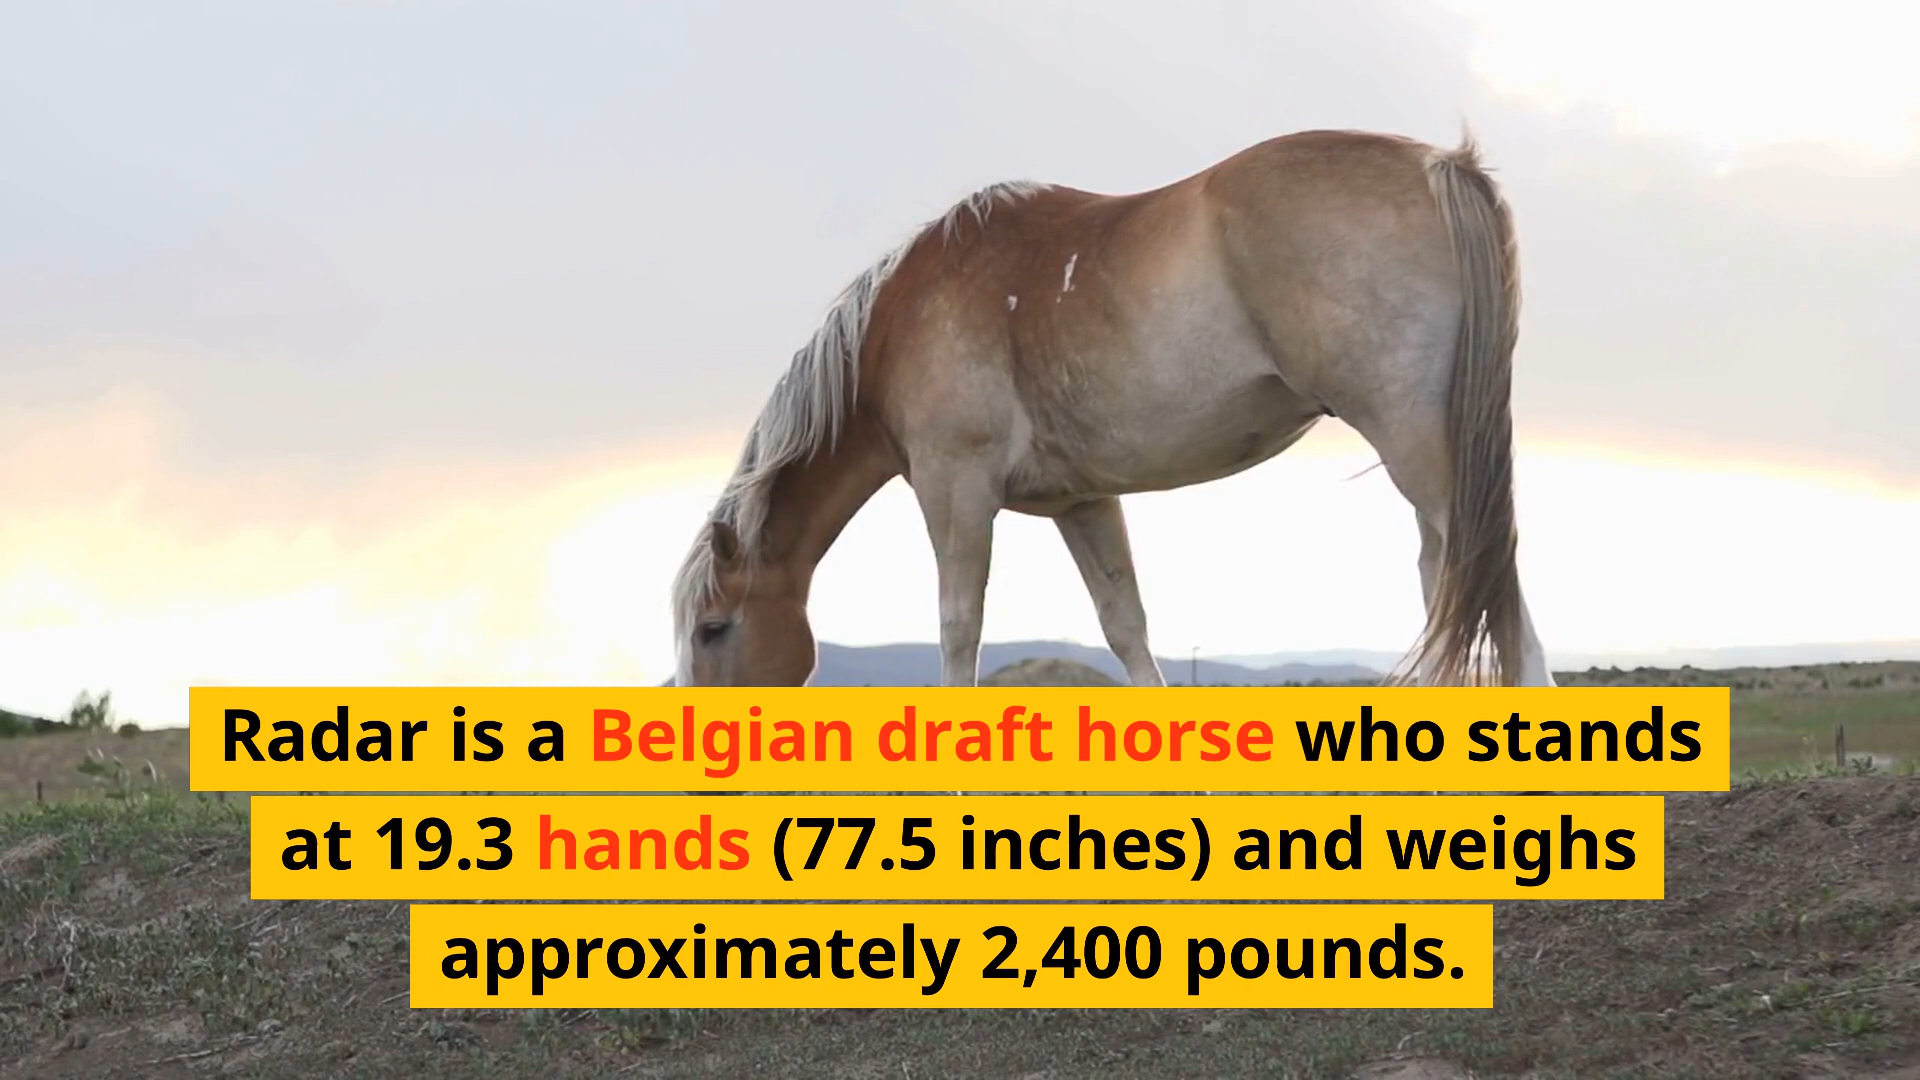 Radar is a Belgian draft horse who stands
at 19.3 hands (77.5 inches) and weighs
approximately 2,400 pounds.